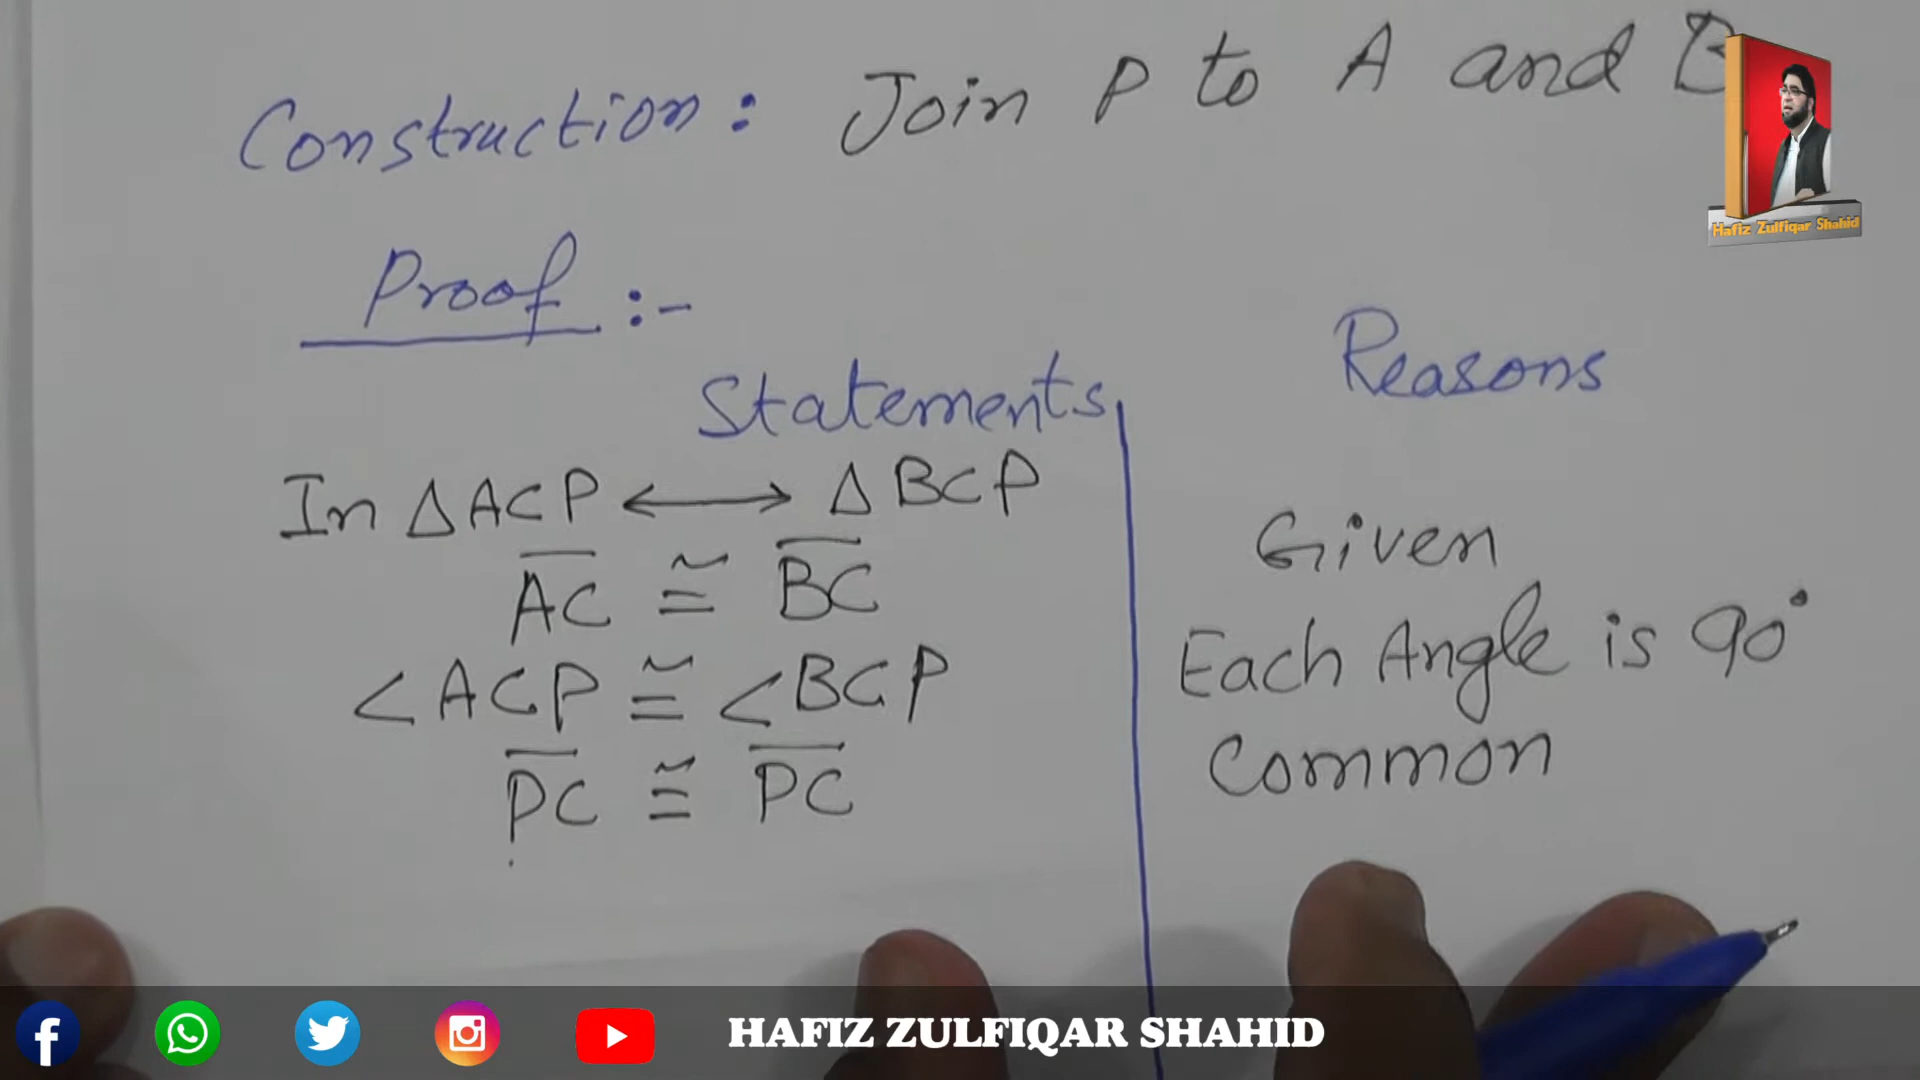 Construction: Join P to A and B
Hafiz Zulfiqar Shahid
Proof :-
Statements Reasons
In ΔACP ↔ ΔBCP
AC ≅ BC Given
<ACP ≅ <BCP Each Angle is 90°
PC ≅ PC Common
HAFIZ ZULFIQAR SHAHID